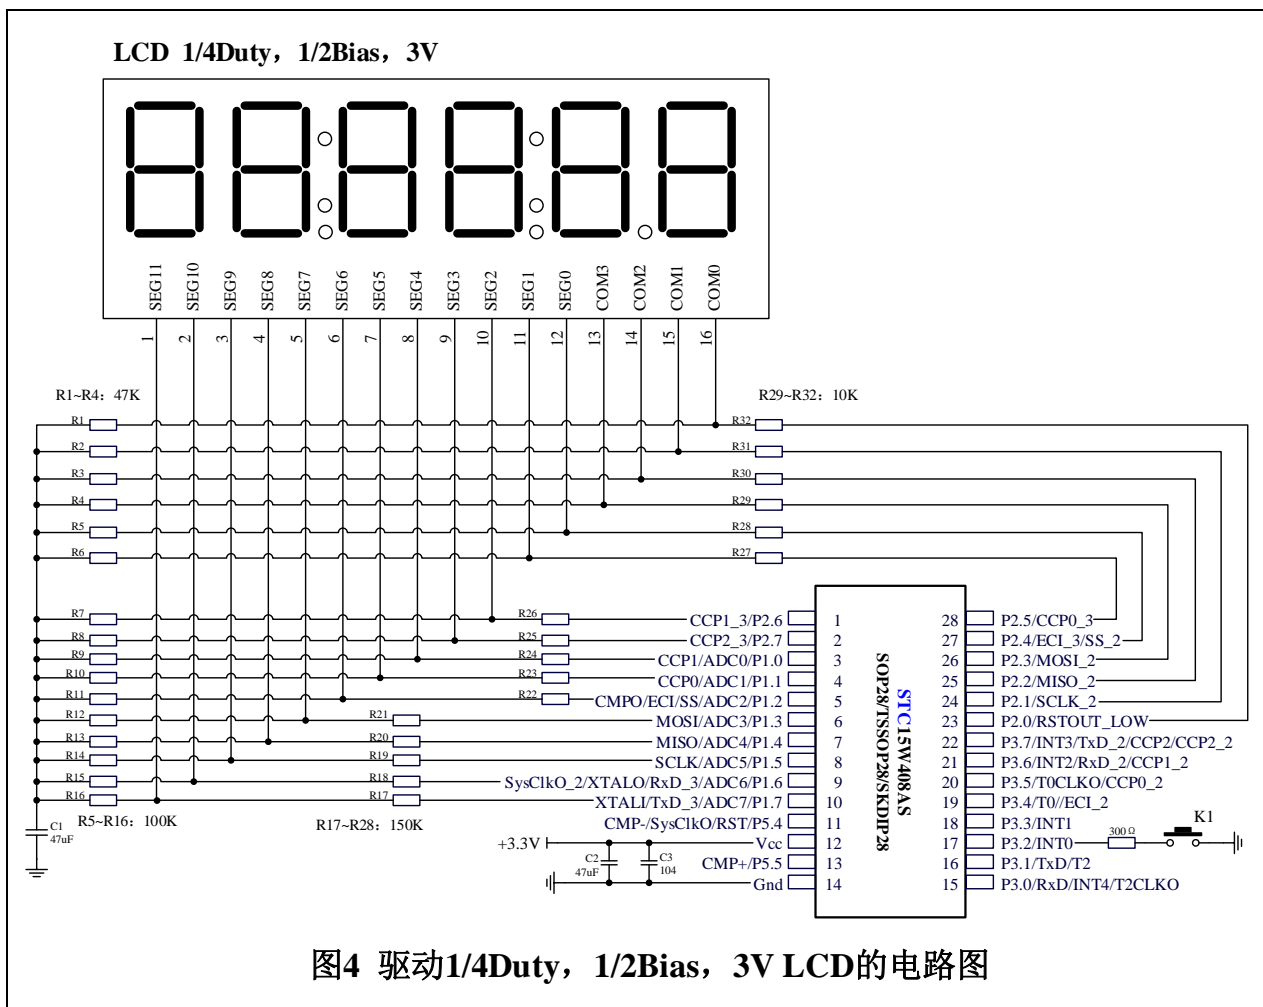 LCD 1/4Duty，1/2Bias，3V
SEG11
SEG10
SEG9
SEG8
SEG7
SEG6
SEG5
SEG4
SEG3
SEG2
SEG1
SEG0
COM3
COM2
COM1
COM0
1
2
3
4
5
6
7
8
9
10
11
12
13
14
15
16
R1~R4：47K
R29~R32：10K
R1
R32
R2
R31
R3
R30
R4
R29
R5
R28
R6
R27
R7
R26
R8
R25
R9
R24
R10
R23
R11
R22
R12
R21
R13
R20
R14
R19
R15
R18
R16
R17
R5~R16：100K
R17~R28：150K
C1
47uF
CCP1_3/P2.6
CCP2_3/P2.7
CCP1/ADC0/P1.0
CCP0/ADC1/P1.1
CMPO/ECI/SS/ADC2/P1.2
MOSI/ADC3/P1.3
MISO/ADC4/P1.4
SCLK/ADC5/P1.5
SysClkO_2/XTALO/RxD_3/ADC6/P1.6
XTALI/TxD_3/ADC7/P1.7
CMP-/SysClkO/RST/P5.4
Vcc
CMP+/P5.5
Gnd
+3.3V
C2
47uF
C3
104
1
2
3
4
5
6
7
8
9
10
11
12
13
14
STC15W408AS
SOP28/TSSOP28/SKDIP28
28
27
26
25
24
23
22
21
20
19
18
17
16
15
P2.5/CCP0_3
P2.4/ECI_3/SS_2
P2.3/MOSI_2
P2.2/MISO_2
P2.1/SCLK_2
P2.0/RSTOUT_LOW
P3.7/INT3/TxD_2/CCP2/CCP2_2
P3.6/INT2/RxD_2/CCP1_2
P3.5/T0CLKO/CCP0_2
P3.4/T0//ECI_2
P3.3/INT1
P3.2/INT0
P3.1/TxD/T2
P3.0/RxD/INT4/T2CLKO
300Ω
K1
图4 驱动1/4Duty，1/2Bias，3V LCD的电路图